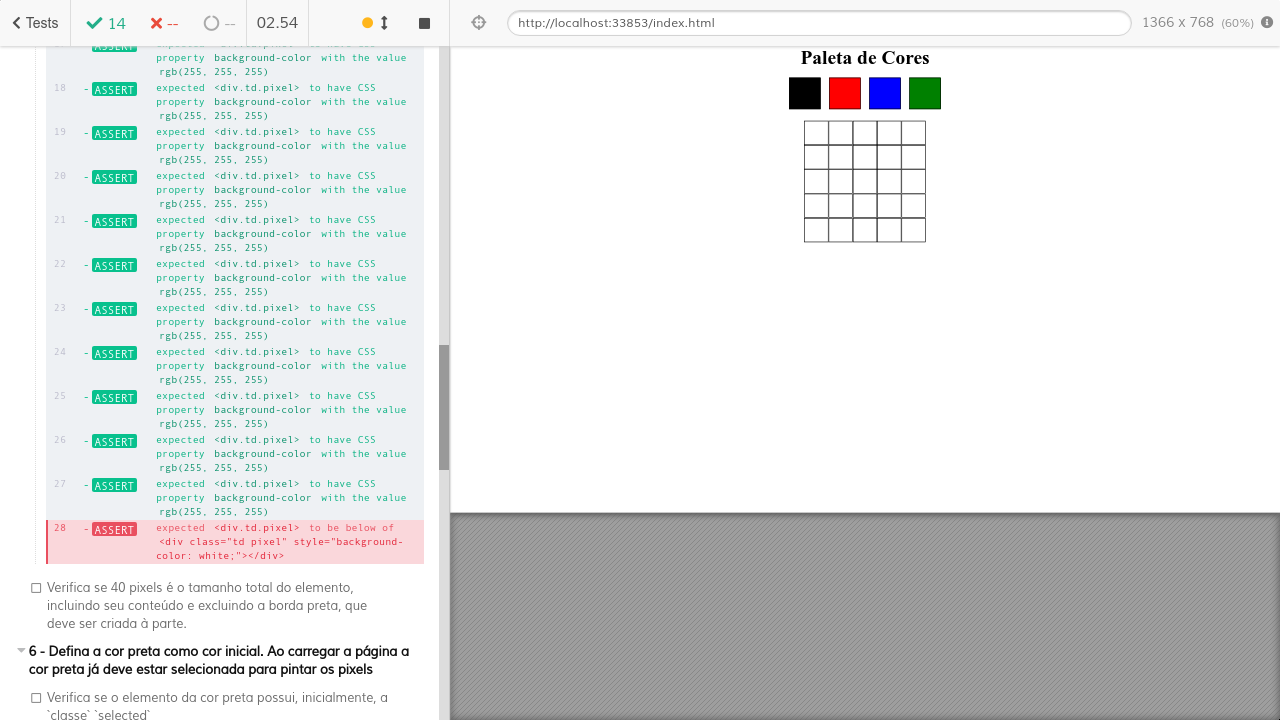 Tests
14
--
--
02.54
http://localhost:33853/index.html
1366 x 768 (60%)
property background-color with the value
rgb(255, 255, 255)
18 - ASSERT expected <div.td.pixel> to have CSS
property background-color with the value
rgb(255, 255, 255)
19 - ASSERT expected <div.td.pixel> to have CSS
property background-color with the value
rgb(255, 255, 255)
20 - ASSERT expected <div.td.pixel> to have CSS
property background-color with the value
rgb(255, 255, 255)
21 - ASSERT expected <div.td.pixel> to have CSS
property background-color with the value
rgb(255, 255, 255)
22 - ASSERT expected <div.td.pixel> to have CSS
property background-color with the value
rgb(255, 255, 255)
23 - ASSERT expected <div.td.pixel> to have CSS
property background-color with the value
rgb(255, 255, 255)
24 - ASSERT expected <div.td.pixel> to have CSS
property background-color with the value
rgb(255, 255, 255)
25 - ASSERT expected <div.td.pixel> to have CSS
property background-color with the value
rgb(255, 255, 255)
26 - ASSERT expected <div.td.pixel> to have CSS
property background-color with the value
rgb(255, 255, 255)
27 - ASSERT expected <div.td.pixel> to have CSS
property background-color with the value
rgb(255, 255, 255)
28 - ASSERT expected <div.td.pixel> to be below of
<div class="td pixel" style="background-
color: white;"></div>
Verifica se 40 pixels é o tamanho total do elemento,
incluindo seu conteúdo e excluindo a borda preta, que
deve ser criada à parte.
6 - Defina a cor preta como cor inicial. Ao carregar a página a
cor preta já deve estar selecionada para pintar os pixels
Verifica se o elemento da cor preta possui, inicialmente, a
`classe` `selected`
Paleta de Cores